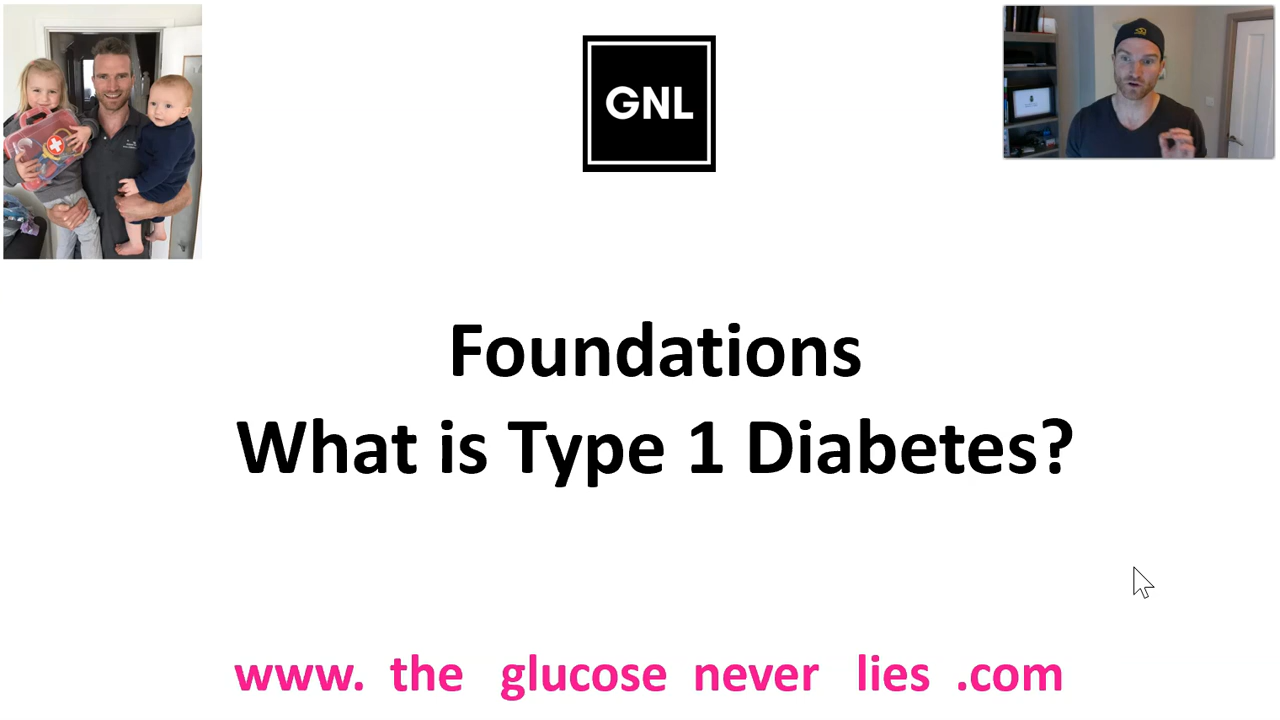 GNL
Foundations
What is Type 1 Diabetes?
www. the glucose never lies .com